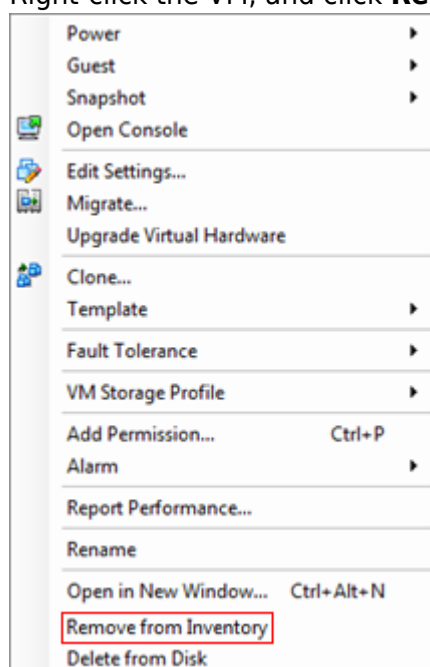 Right-click the VM, and click
Power
Guest
Snapshot
Open Console
Edit Settings...
Migrate...
Upgrade Virtual Hardware
Clone...
Template
Fault Tolerance
VM Storage Profile
Add Permission... Ctrl+P
Alarm
Report Performance...
Rename
Open in New Window... Ctrl+Alt+N
Remove from Inventory
Delete from Disk